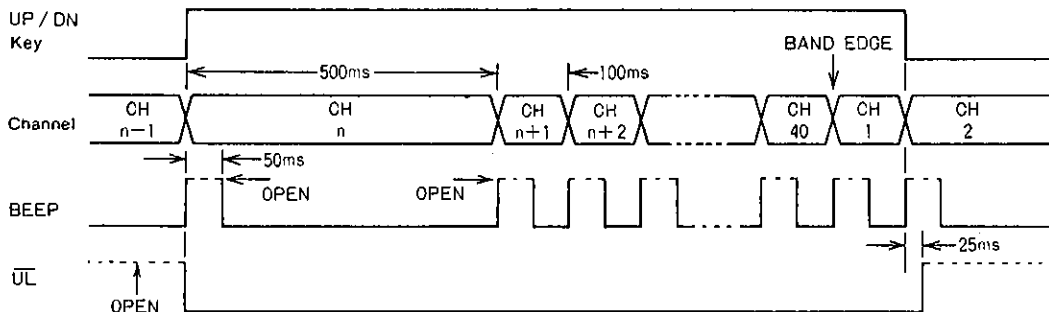 UP / DN
Key
BAND EDGE
500ms
100ms
Channel
CH
n-1
CH
n
CH
n+1
CH
n+2
CH
40
CH
1
CH
2
50ms
OPEN
OPEN
BEEP
25ms
UL
OPEN